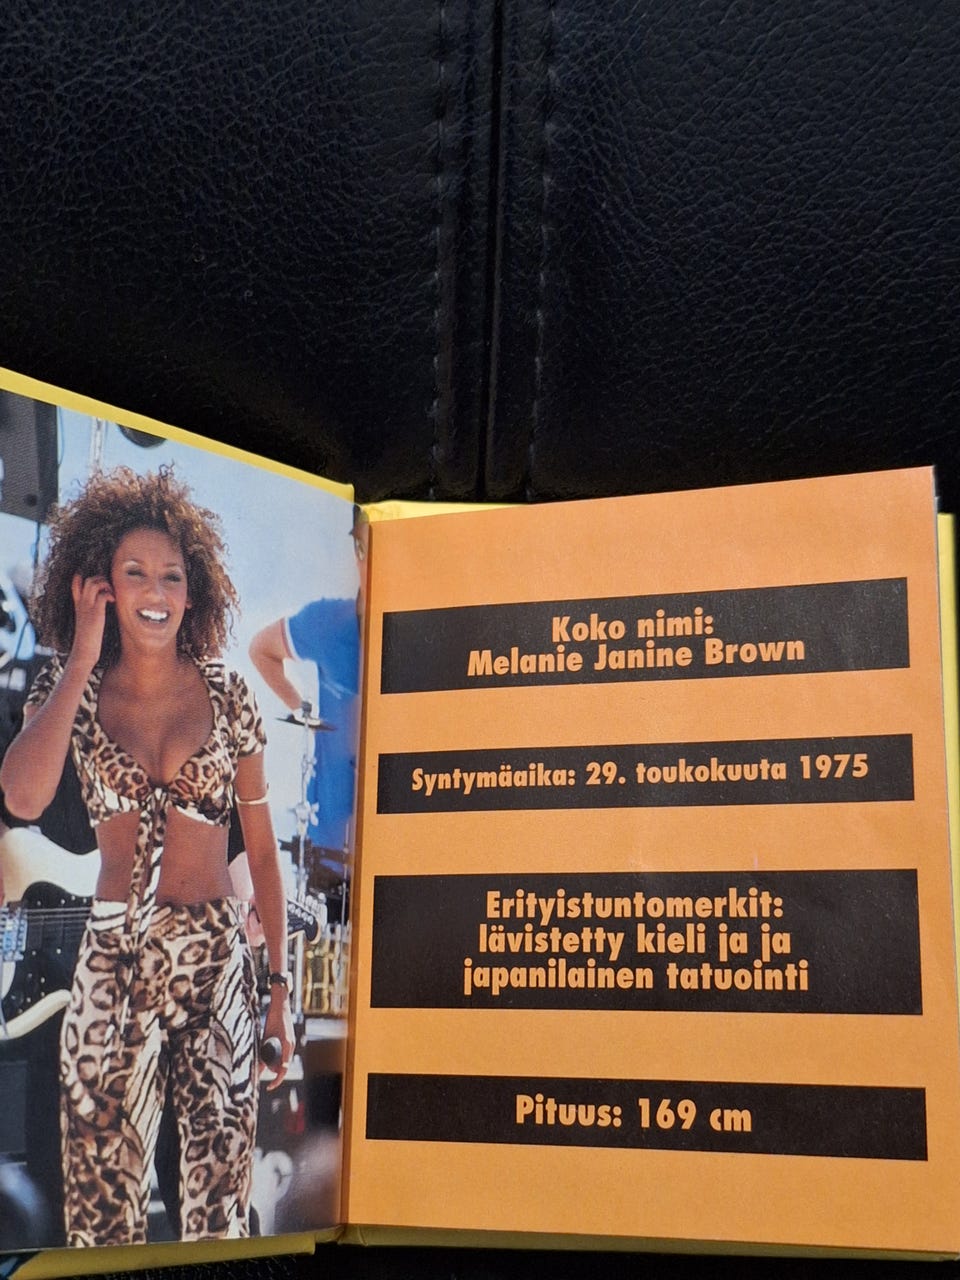 Koko nimi:
Melanie Janine Brown
Syntymäaika: 29. toukokuuta 1975
Erityistuntomerkit:
lävistetty kieli ja ja
japanilainen tatuointi
Pituus: 169 cm